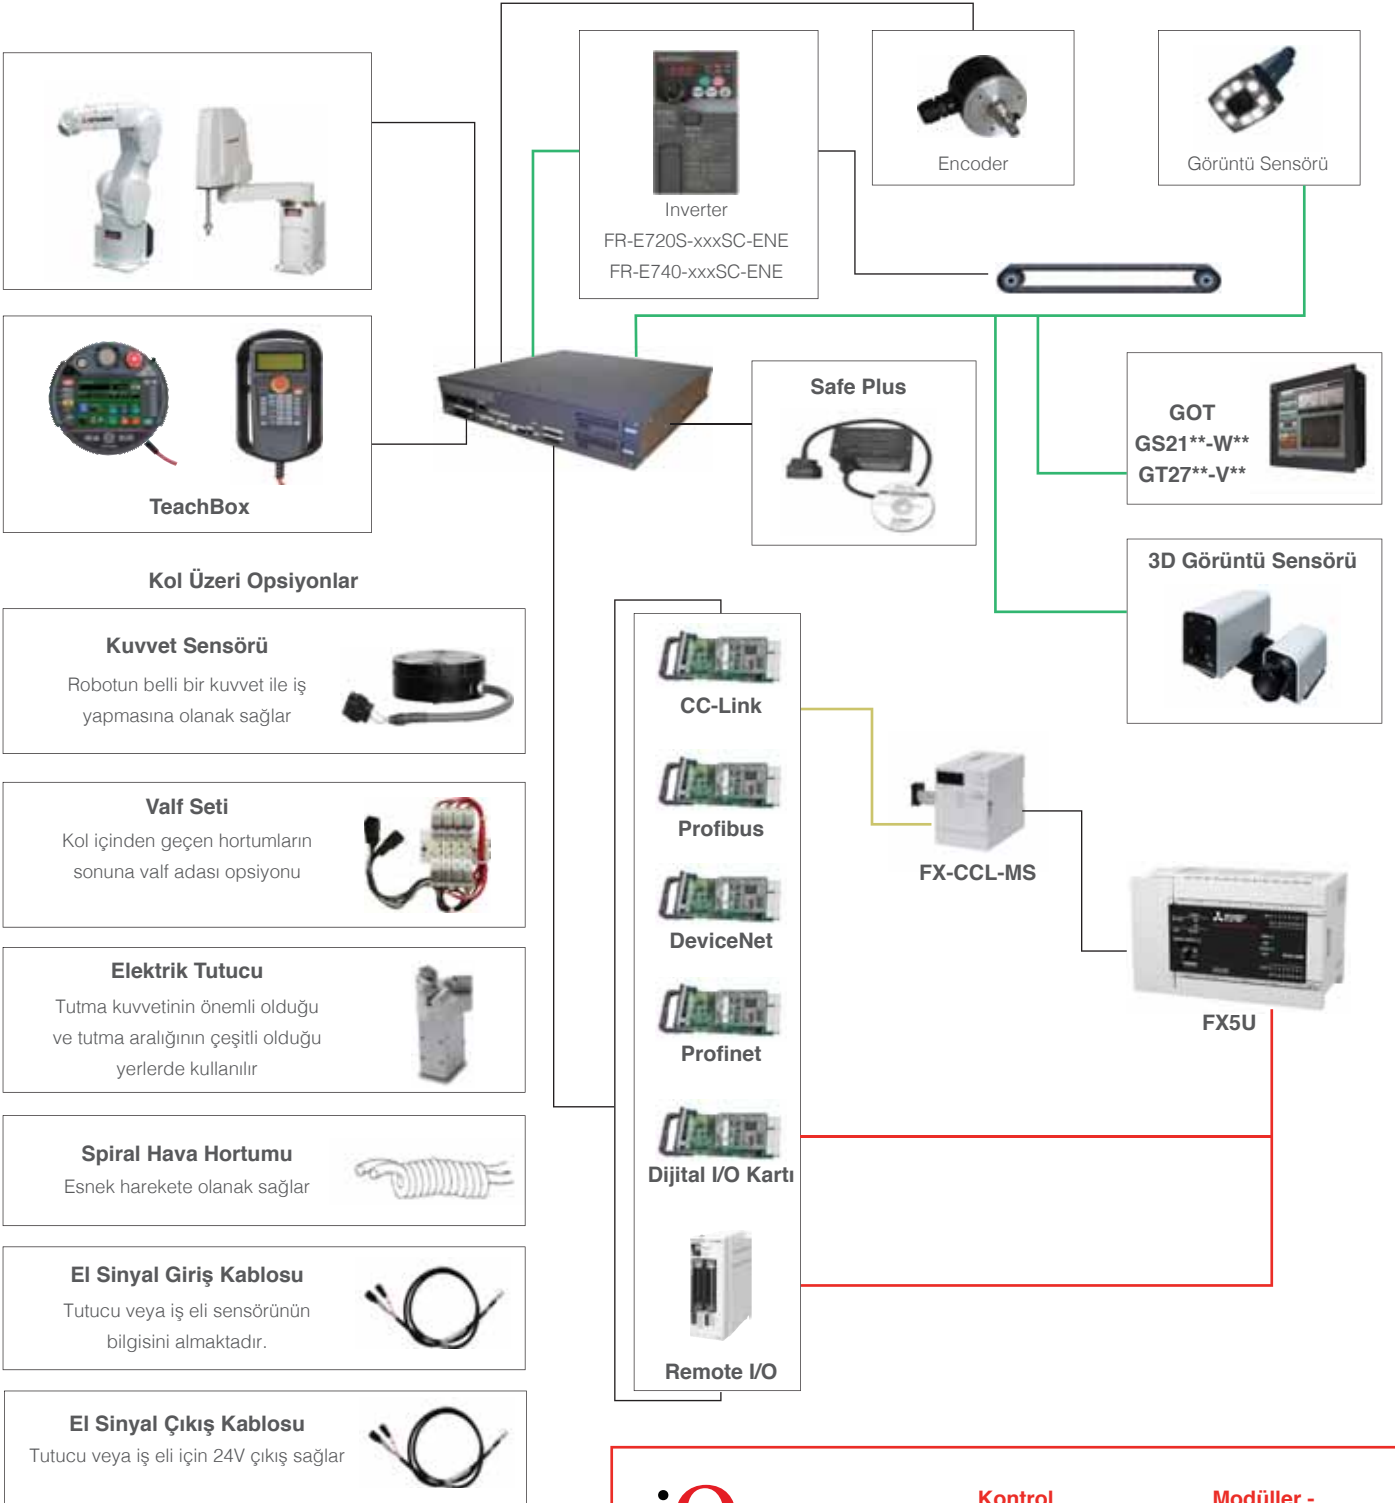 Encoder
Görüntü Sensörü
Inverter
FR-E720S-xxxSC-ENE
FR-E740-xxxSC-ENE
TeachBox
Safe Plus
GOT
GS21**-W**
GT27**-V**
3D Görüntü Sensörü
Kol Üzeri Opsiyonlar
Kuvvet Sensörü
Robotun belli bir kuvvet ile iş
yapmasına olanak sağlar
Valf Seti
Kol içinden geçen hortumların
sonuna valf adası opsiyonu
Elektrik Tutucu
Tutma kuvvetinin önemli olduğu
ve tutma aralığının çeşitli olduğu
yerlerde kullanılır
Spiral Hava Hortumu
Esnek harekete olanak sağlar
El Sinyal Giriş Kablosu
Tutucu veya iş eli sensörünün
bilgisini almaktadır.
El Sinyal Çıkış Kablosu
Tutucu veya iş eli için 24V çıkış sağlar
CC-Link
Profibus
DeviceNet
Profinet
Dijital I/O Kartı
Remote I/O
FX-CCL-MS
FX5U
Kontrol
Modüller -